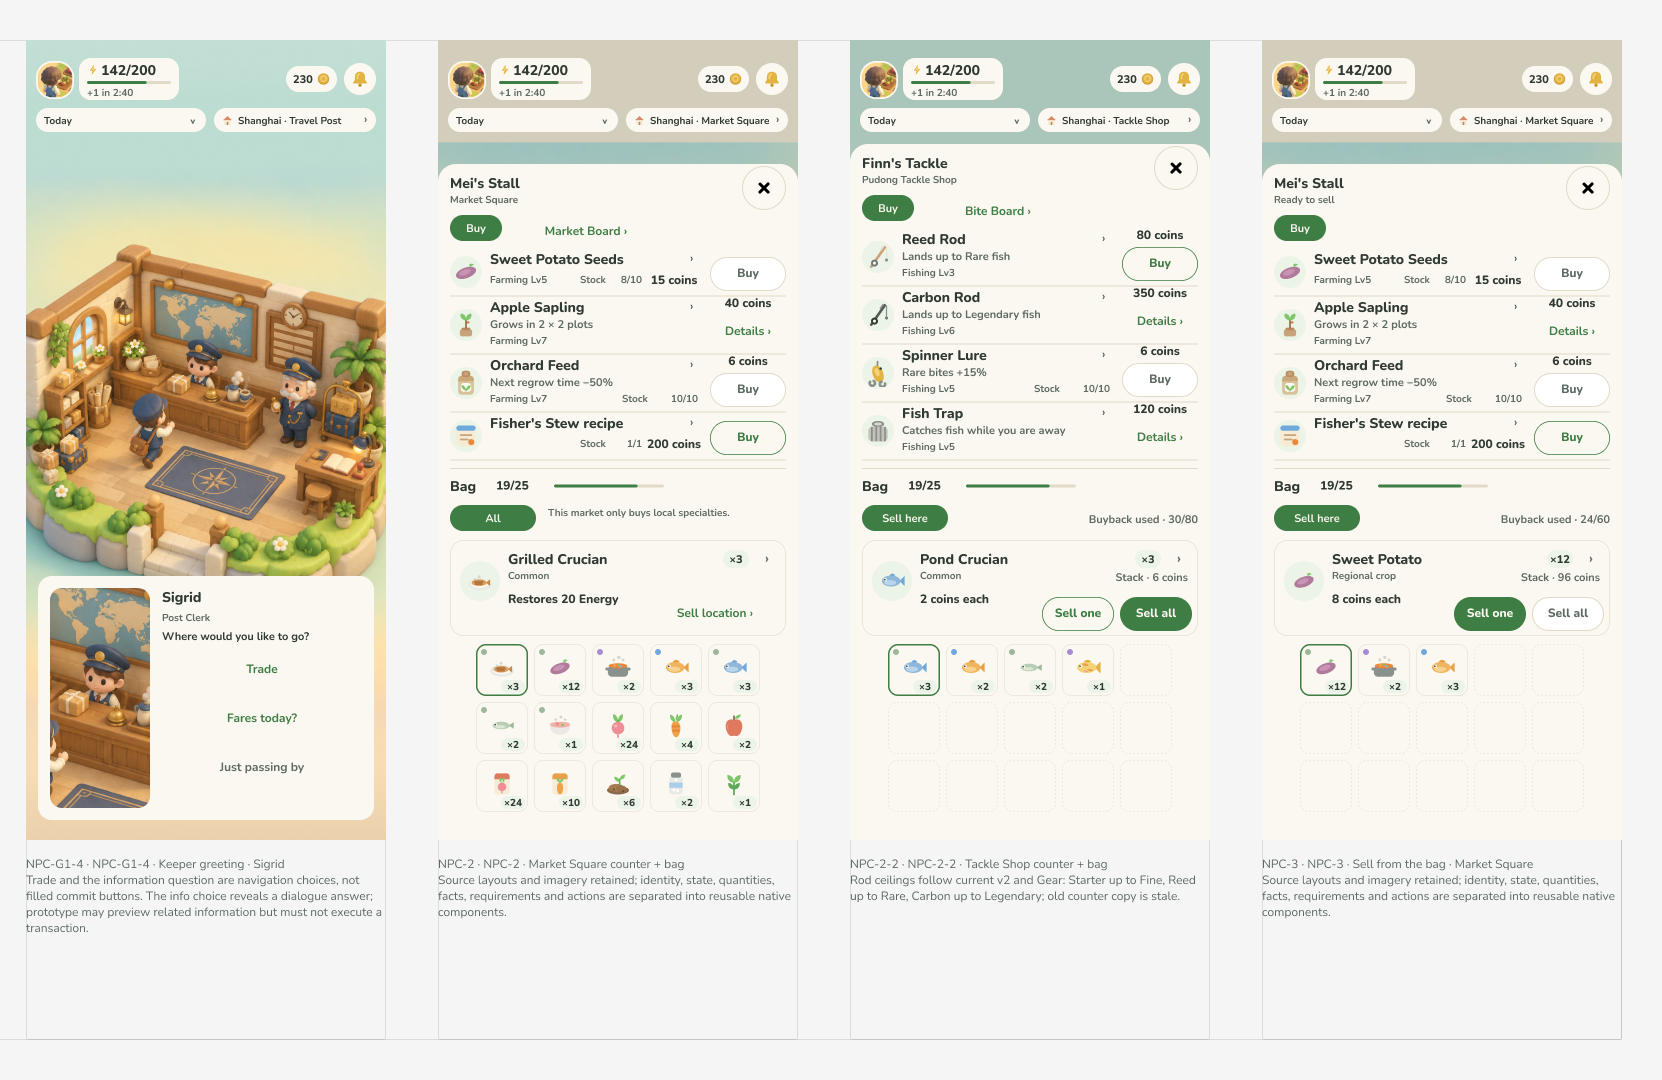 142/200
+1 in 2:40
230
Today
Shanghai · Travel Post
Sigrid
Post Clerk
Where would you like to go?
Trade
Fares today?
Just passing by
NPC-G1-4 · NPC-G1-4 · Keeper greeting · Sigrid
Trade and the information question are navigation choices, not
filled commit buttons. The info choice reveals a dialogue answer;
prototype may preview related information but must not execute a
transaction.
142/200
+1 in 2:40
230
Today
Shanghai · Market Square ›
Mei's Stall
Market Square
Buy
Market Board ›
Sweet Potato Seeds ›
Farming Lv5 Stock 8/10 15 coins
Buy
Apple Sapling ›
40 coins
Grows in 2 × 2 plots
Details ›
Farming Lv7
Orchard Feed ›
6 coins
Next regrow time −50%
Buy
Farming Lv7 Stock 10/10
Fisher's Stew recipe ›
Stock 1/1 200 coins
Buy
Bag 19/25
All
This market only buys local specialties.
Grilled Crucian ×3 ›
Common
Restores 20 Energy
Sell location ›
×3 ×12 ×2 ×3 ×3
×2 ×1 ×24 ×4 ×2
×24 ×10 ×6 ×2 ×1
NPC-2 · NPC-2 · Market Square counter + bag
Source layouts and imagery retained; identity, state, quantities,
facts, requirements and actions are separated into reusable native
components.
142/200
+1 in 2:40
230
Today
Shanghai · Tackle Shop ›
Finn's Tackle
Pudong Tackle Shop
Buy
Bite Board ›
Reed Rod ›
80 coins
Lands up to Rare fish
Buy
Fishing Lv3
Carbon Rod ›
350 coins
Lands up to Legendary fish
Details ›
Fishing Lv6
Spinner Lure ›
6 coins
Rare bites +15%
Buy
Fishing Lv5 Stock 10/10
Fish Trap ›
120 coins
Catches fish while you are away
Details ›
Fishing Lv5
Bag 19/25
Sell here
Buyback used · 30/80
Pond Crucian ×3 ›
Common
Stack · 6 coins
2 coins each
Sell one
Sell all
×3 ×2 ×2 ×1
NPC-2-2 · NPC-2-2 · Tackle Shop counter + bag
Rod ceilings follow current v2 and Gear: Starter up to Fine, Reed
up to Rare, Carbon up to Legendary; old counter copy is stale.
142/200
+1 in 2:40
230
Today
Shanghai · Market Square ›
Mei's Stall
Ready to sell
Buy
Sweet Potato Seeds ›
Farming Lv5 Stock 8/10 15 coins
Buy
Apple Sapling ›
40 coins
Grows in 2 × 2 plots
Details ›
Farming Lv7
Orchard Feed ›
6 coins
Next regrow time −50%
Buy
Farming Lv7 Stock 10/10
Fisher's Stew recipe ›
Stock 1/1 200 coins
Buy
Bag 19/25
Sell here
Buyback used · 24/60
Sweet Potato ×12 ›
Regional crop
Stack · 96 coins
8 coins each
Sell one
Sell all
×12 ×2 ×3
NPC-3 · NPC-3 · Sell from the bag · Market Square
Source layouts and imagery retained; identity, state, quantities,
facts, requirements and actions are separated into reusable native
components.